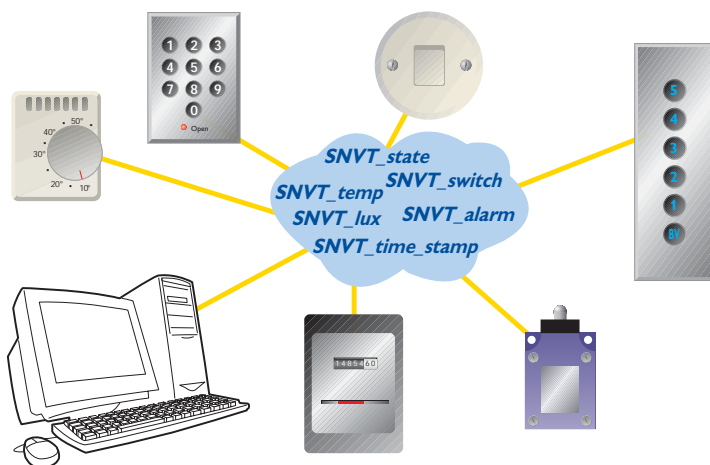 1 2 3
4 5 6
7 8 9
0
Open
50°
40°
30°
20°
10°
SNVT_state
SNVT_switch
SNVT_temp
SNVT_lux
SNVT_alarm
SNVT_time_stamp
5
4
3
2
1
BV
1485460